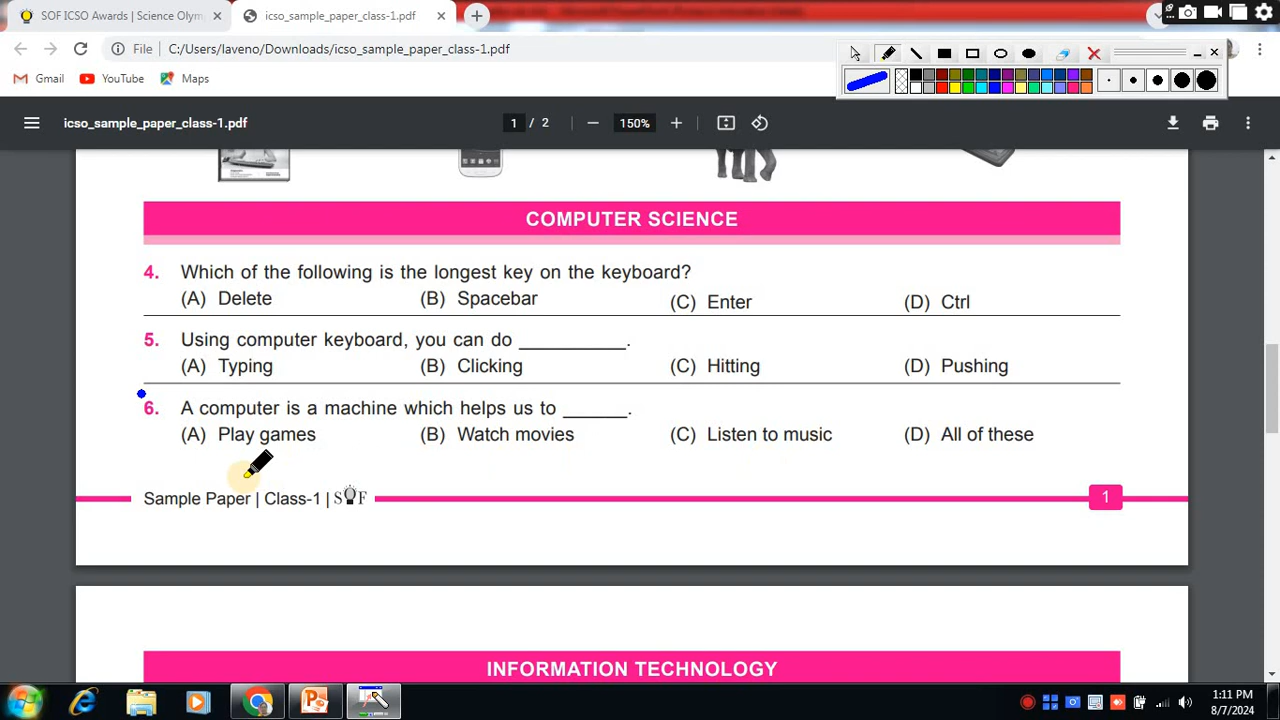 SOF ICSO Awards | Science Olym
icso_sample_paper_class-1.pdf
File
C:/Users/laveno/Downloads/icso_sample_paper_class-1.pdf
Gmail
YouTube
Maps
icso_sample_paper_class-1.pdf
1 / 2
150%
COMPUTER SCIENCE
4. Which of the following is the longest key on the keyboard?
(A) Delete (B) Spacebar (C) Enter (D) Ctrl
5. Using computer keyboard, you can do __________.
(A) Typing (B) Clicking (C) Hitting (D) Pushing
6. A computer is a machine which helps us to ______.
(A) Play games (B) Watch movies (C) Listen to music (D) All of these
Sample Paper | Class-1 | SOF
1
INFORMATION TECHNOLOGY
1:11 PM
8/7/2024